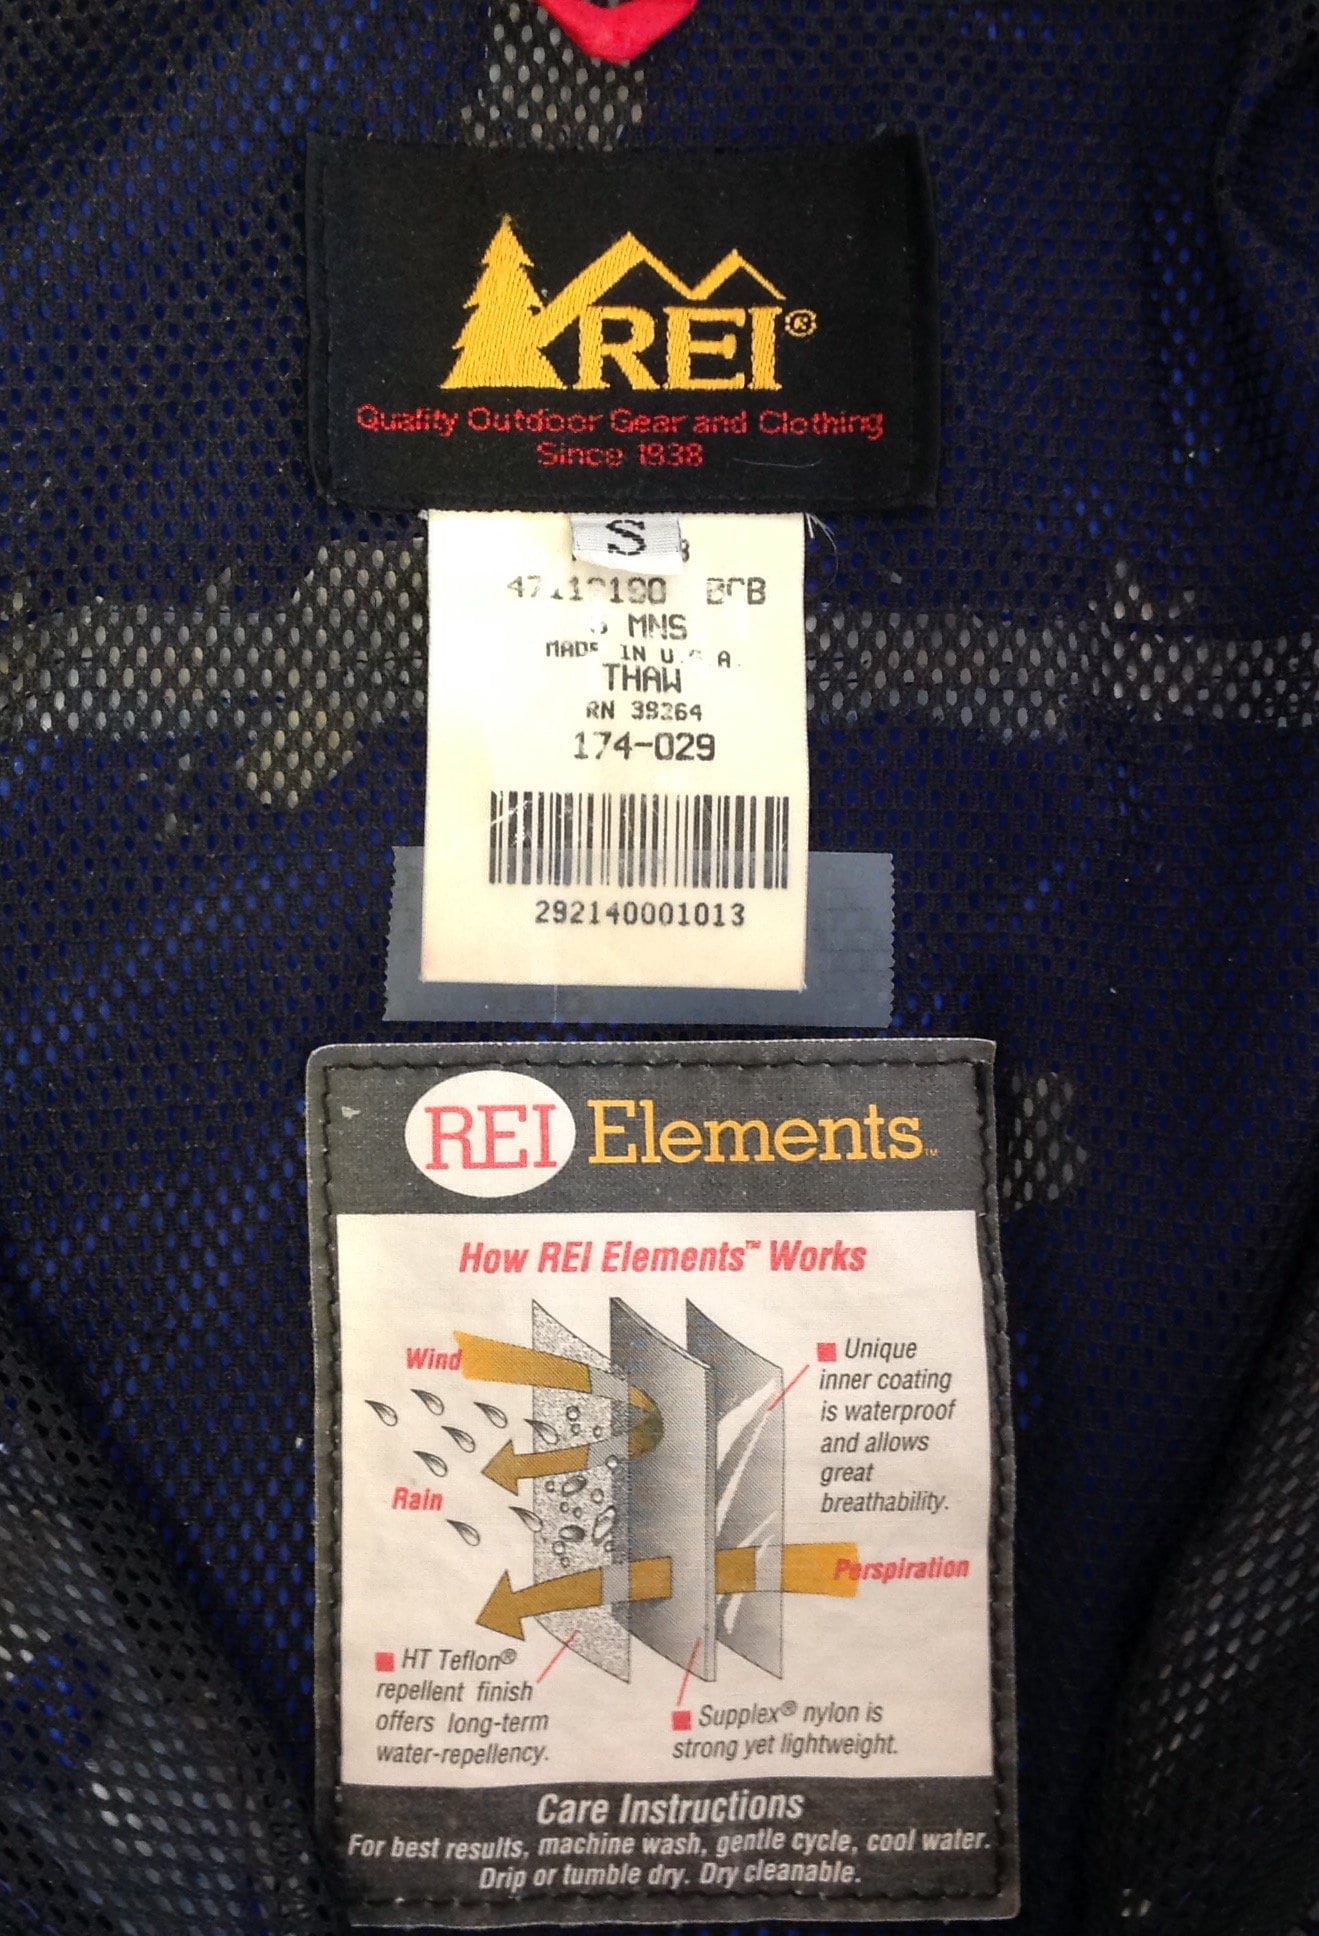 REI®
Quality Outdoor Gear and Clothing
Since 1938
S
MNS
MADE IN U.S.A.
THAW
RN 39264
174-029
292140001013
REI Elements™
How REI Elements™ Works
Wind
Rain
■ Unique
inner coating
is waterproof
and allows
great
breathability.
Perspiration
■ HT Teflon®
repellent finish
offers long-term
water-repellency.
■ Supplex® nylon is
strong yet lightweight.
Care Instructions
For best results, machine wash, gentle cycle, cool water.
Drip or tumble dry. Dry cleanable.